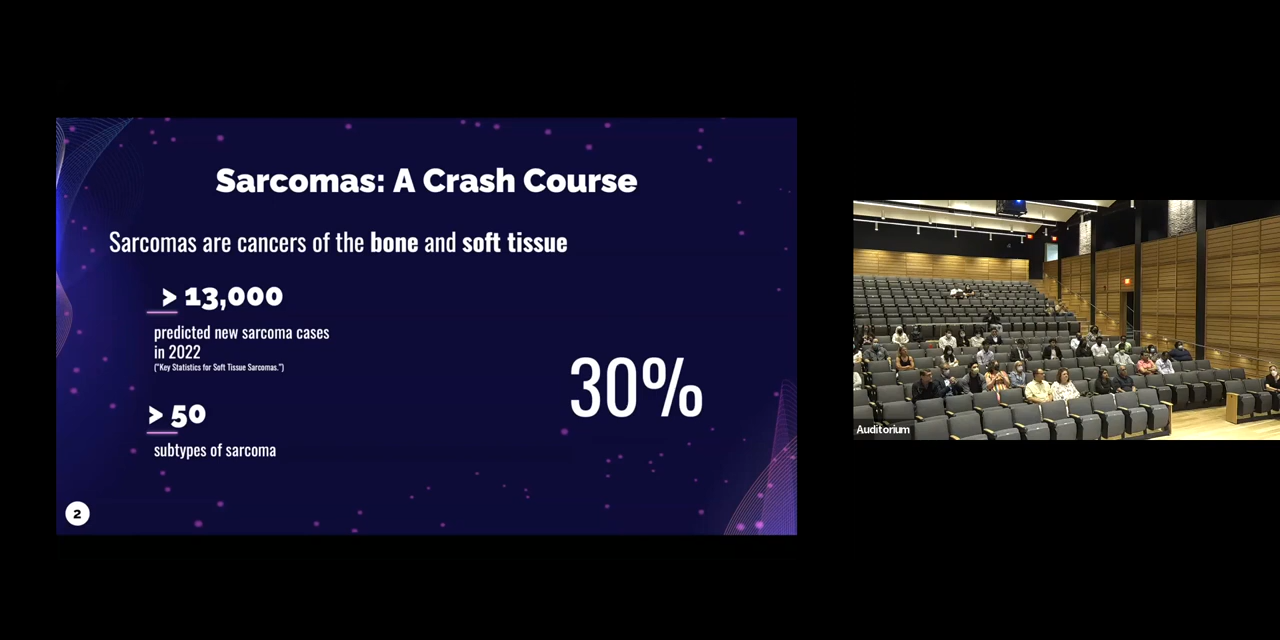 Sarcomas: A Crash Course
Sarcomas are cancers of the bone and soft tissue
> 13,000
predicted new sarcoma cases
in 2022
("Key Statistics for Soft Tissue Sarcomas.")
> 50
subtypes of sarcoma
30%
2
Auditorium